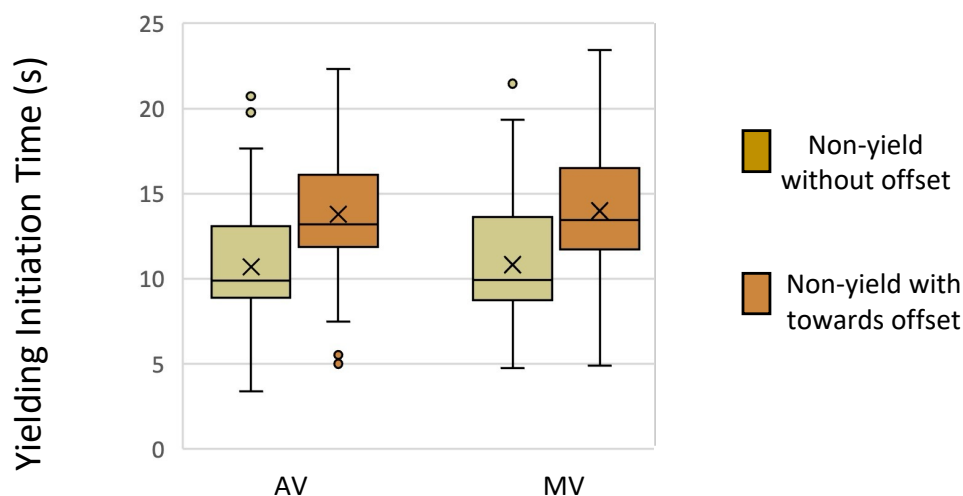 Yielding Initiation Time (s)
25
20
15
10
5
0
AV
MV
Non-yield
without offset
Non-yield with
towards offset